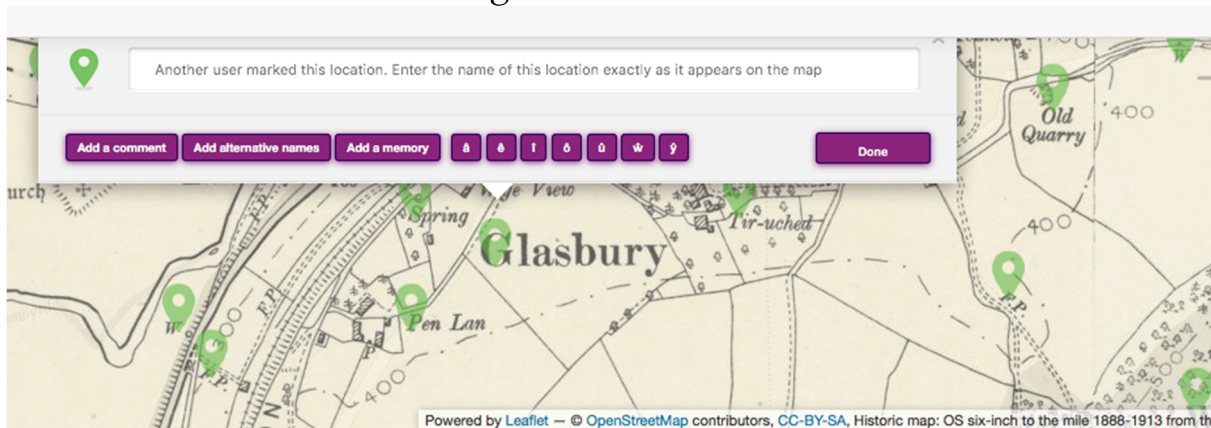 Another user marked this location. Enter the name of this location exactly as it appears on the map
Add a comment Add alternative names Add a memory â ê î ô û ŵ ŷ Done
Old
Quarry
400
urch
View
Spring
Tir-uched
400
Glasbury
W
F.P.
F.P.
Pen Lan
P
F.P.
400
N
Powered by Leaflet — © OpenStreetMap contributors, CC-BY-SA, Historic map: OS six-inch to the mile 1888-1913 from th